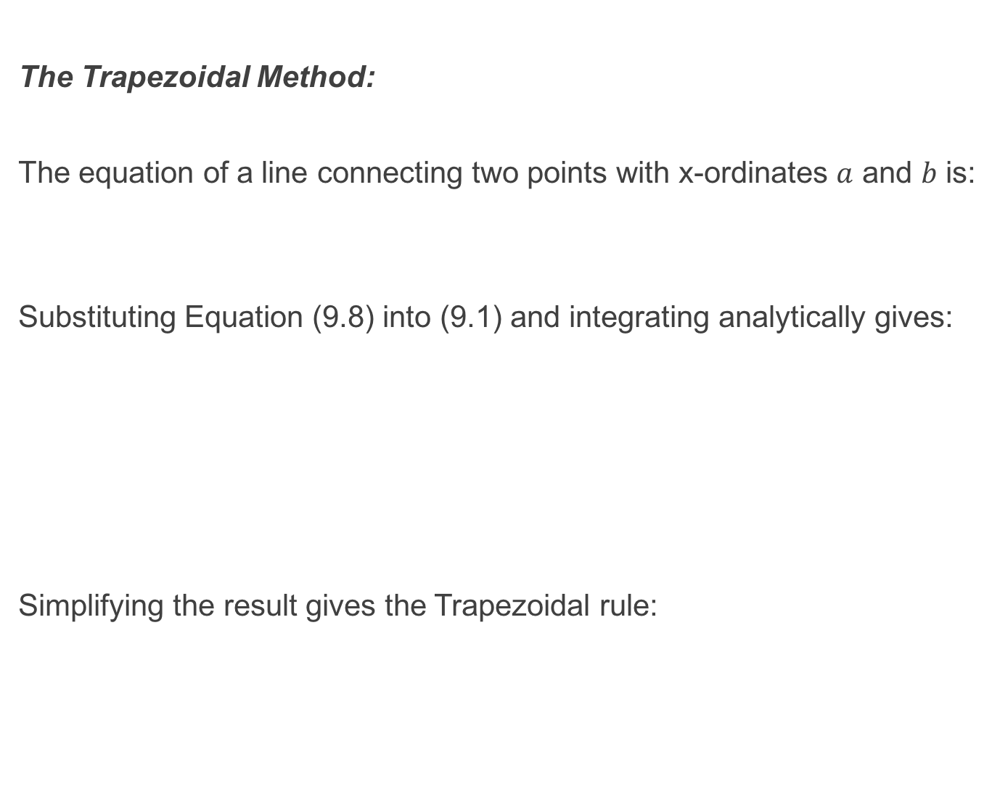 The Trapezoidal Method:
The equation of a line connecting two points with x-ordinates a and b is:
Substituting Equation (9.8) into (9.1) and integrating analytically gives:
Simplifying the result gives the Trapezoidal rule: